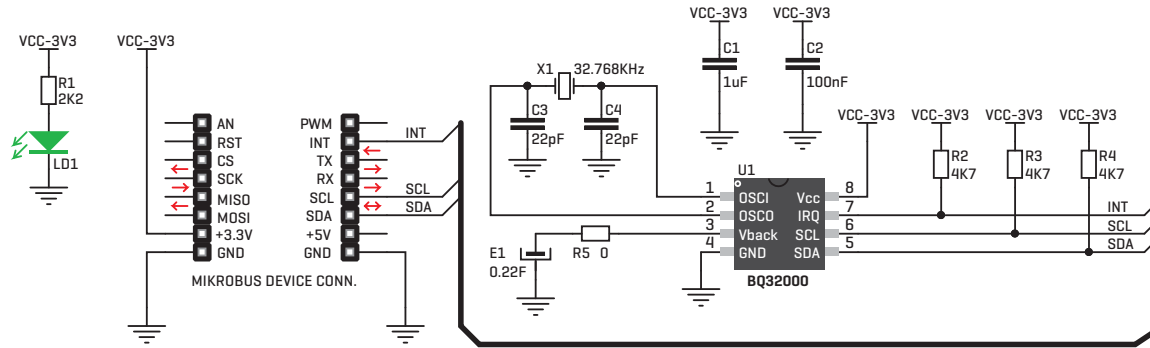 VCC-3V3
R1
2K2
LD1
VCC-3V3
AN
RST
CS
SCK
MISO
MOSI
+3.3V
GND
PWM
INT
TX
RX
SCL
SDA
+5V
GND
INT
SCL
SDA
MIKROBUS DEVICE CONN.
VCC-3V3
C1
1uF
VCC-3V3
C2
100nF
X1 32.768KHz
C3
22pF
C4
22pF
E1
0.22F
R5 0
U1
1 OSCI Vcc 8
2 OSCO IRQ 7
3 Vback SCL 6
4 GND SDA 5
BQ32000
VCC-3V3
VCC-3V3
R2
4K7
VCC-3V3
R3
4K7
VCC-3V3
R4
4K7
INT
SCL
SDA